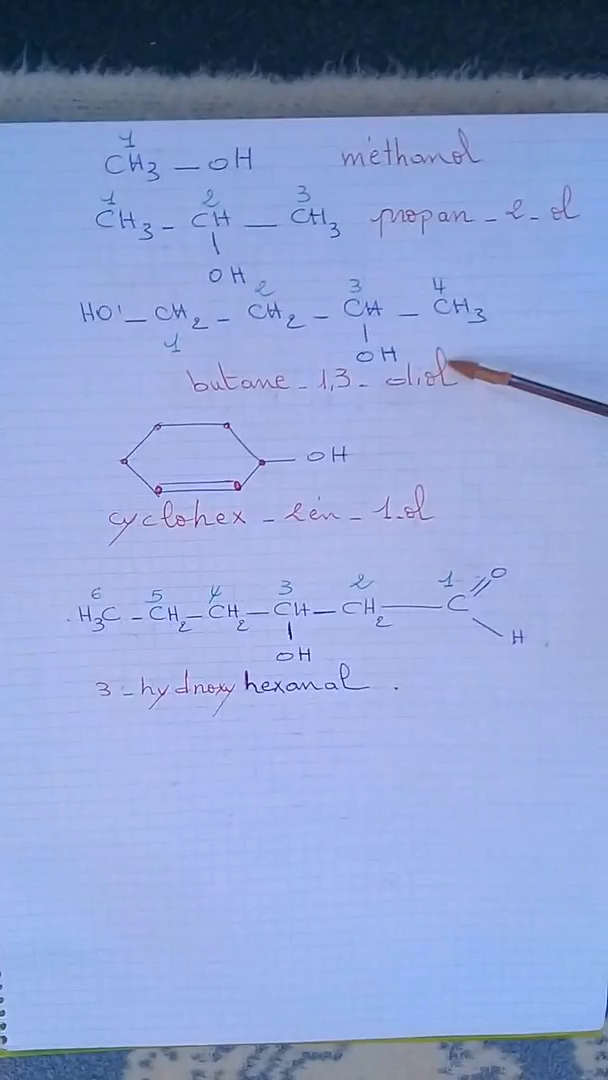 1
CH3 — OH méthanol
1 2 3
CH3 - CH — CH3 propan - 2 - ol
OH
2 3 4
HO - CH2 - CH2 - CH - CH3
1
OH
butane - 1,3 - diol
OH
cyclohex - 2én - 1-ol
6 5 4 3 2 1 O
H3C - CH2 - CH2 - CH - CH2 — C
H
OH
3 - hydroxy hexanal .